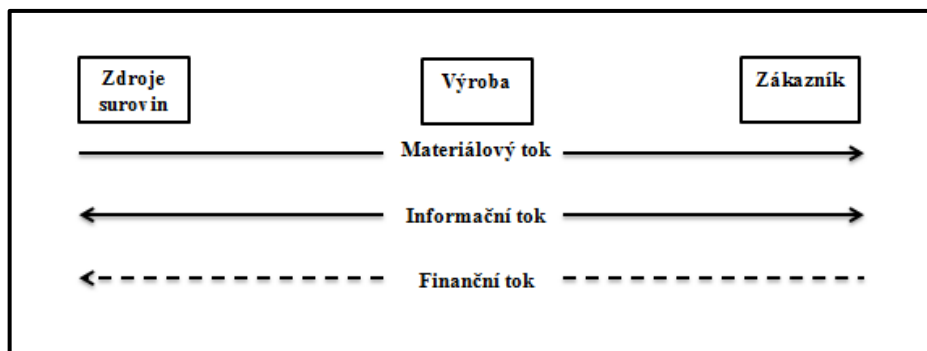 Zdroje
surovin
Výroba
Zákazník
Materiálový tok
Informační tok
Finanční tok